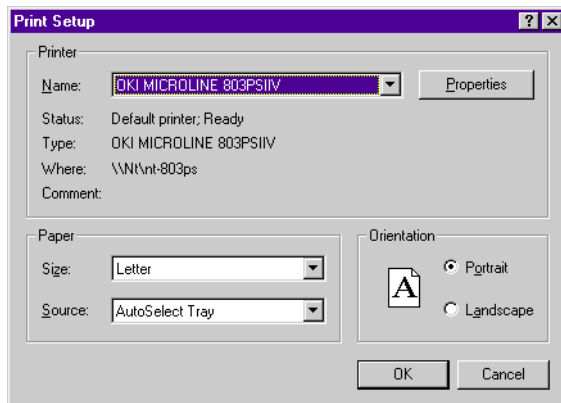 Print Setup
Printer
Name: OKI MICROLINE 803PSIIV Properties
Status: Default printer; Ready
Type: OKI MICROLINE 803PSIIV
Where: \\Nt\nt-803ps
Comment:
Paper
Size: Letter
Source: AutoSelect Tray
Orientation
A
Portrait
Landscape
OK Cancel